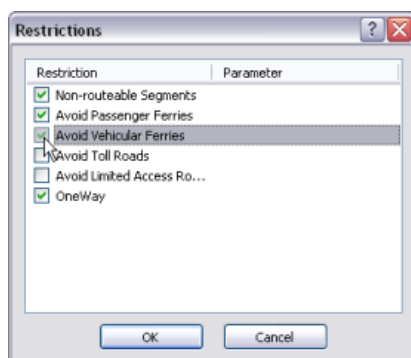 Restrictions
Restriction Parameter
Non-routeable Segments
Avoid Passenger Ferries
Avoid Vehicular Ferries
Avoid Toll Roads
Avoid Limited Access Ro...
OneWay
OK Cancel